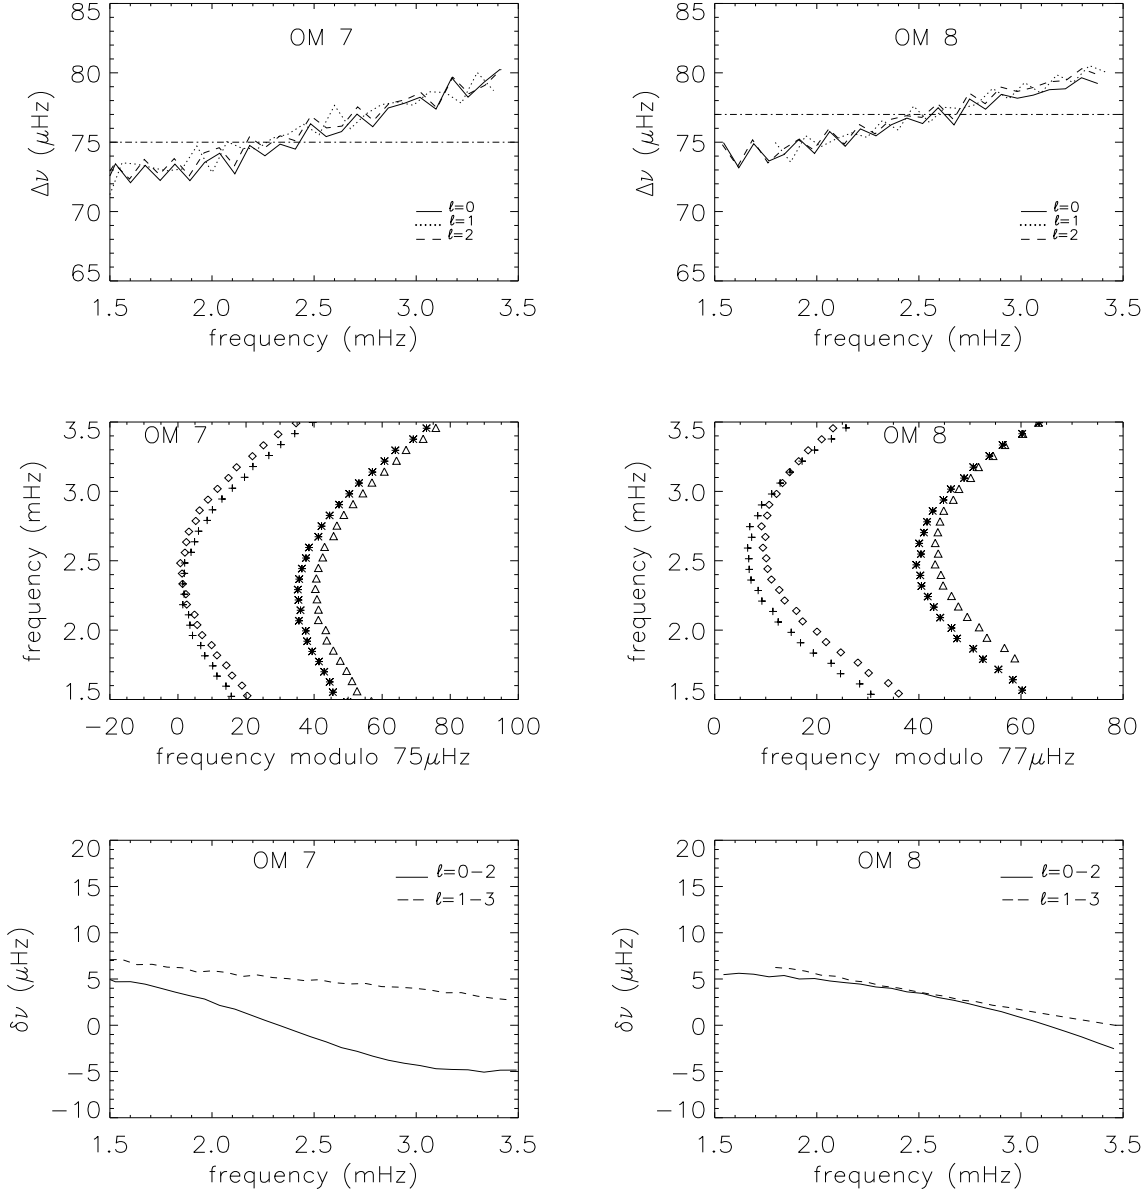 OM 7
85
80
75
70
65
Δν (μHz)
ℓ=0
ℓ=1
ℓ=2
1.5 2.0 2.5 3.0 3.5
frequency (mHz)
OM 8
85
80
75
70
65
Δν (μHz)
ℓ=0
ℓ=1
ℓ=2
1.5 2.0 2.5 3.0 3.5
frequency (mHz)
OM 7
3.5
3.0
2.5
2.0
1.5
frequency (mHz)
−20 0 20 40 60 80 100
frequency modulo 75μHz
OM 8
3.5
3.0
2.5
2.0
1.5
frequency (mHz)
0 20 40 60 80
frequency modulo 77μHz
OM 7
20
15
10
5
0
−5
−10
δν (μHz)
ℓ=0−2
ℓ=1−3
1.5 2.0 2.5 3.0 3.5
frequency (mHz)
OM 8
20
15
10
5
0
−5
−10
δν (μHz)
ℓ=0−2
ℓ=1−3
1.5 2.0 2.5 3.0 3.5
frequency (mHz)